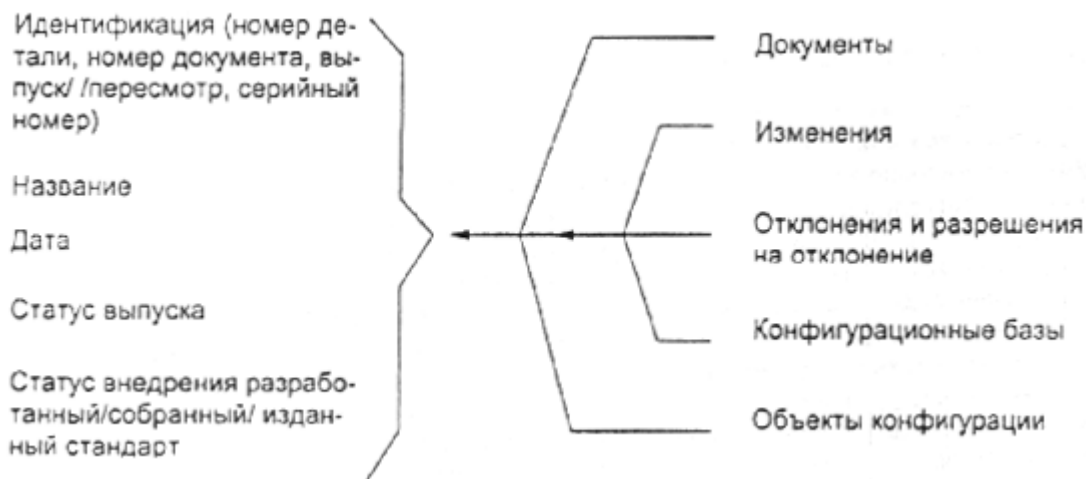 Идентификация (номер де-
тали, номер документа, вы-
пуск/ /пересмотр, серийный
номер)
Название
Дата
Статус выпуска
Статус внедрения разрабо-
танный/собранный/ издан-
ный стандарт
Документы
Изменения
Отклонения и разрешения
на отклонение
Конфигурационные базы
Объекты конфигурации